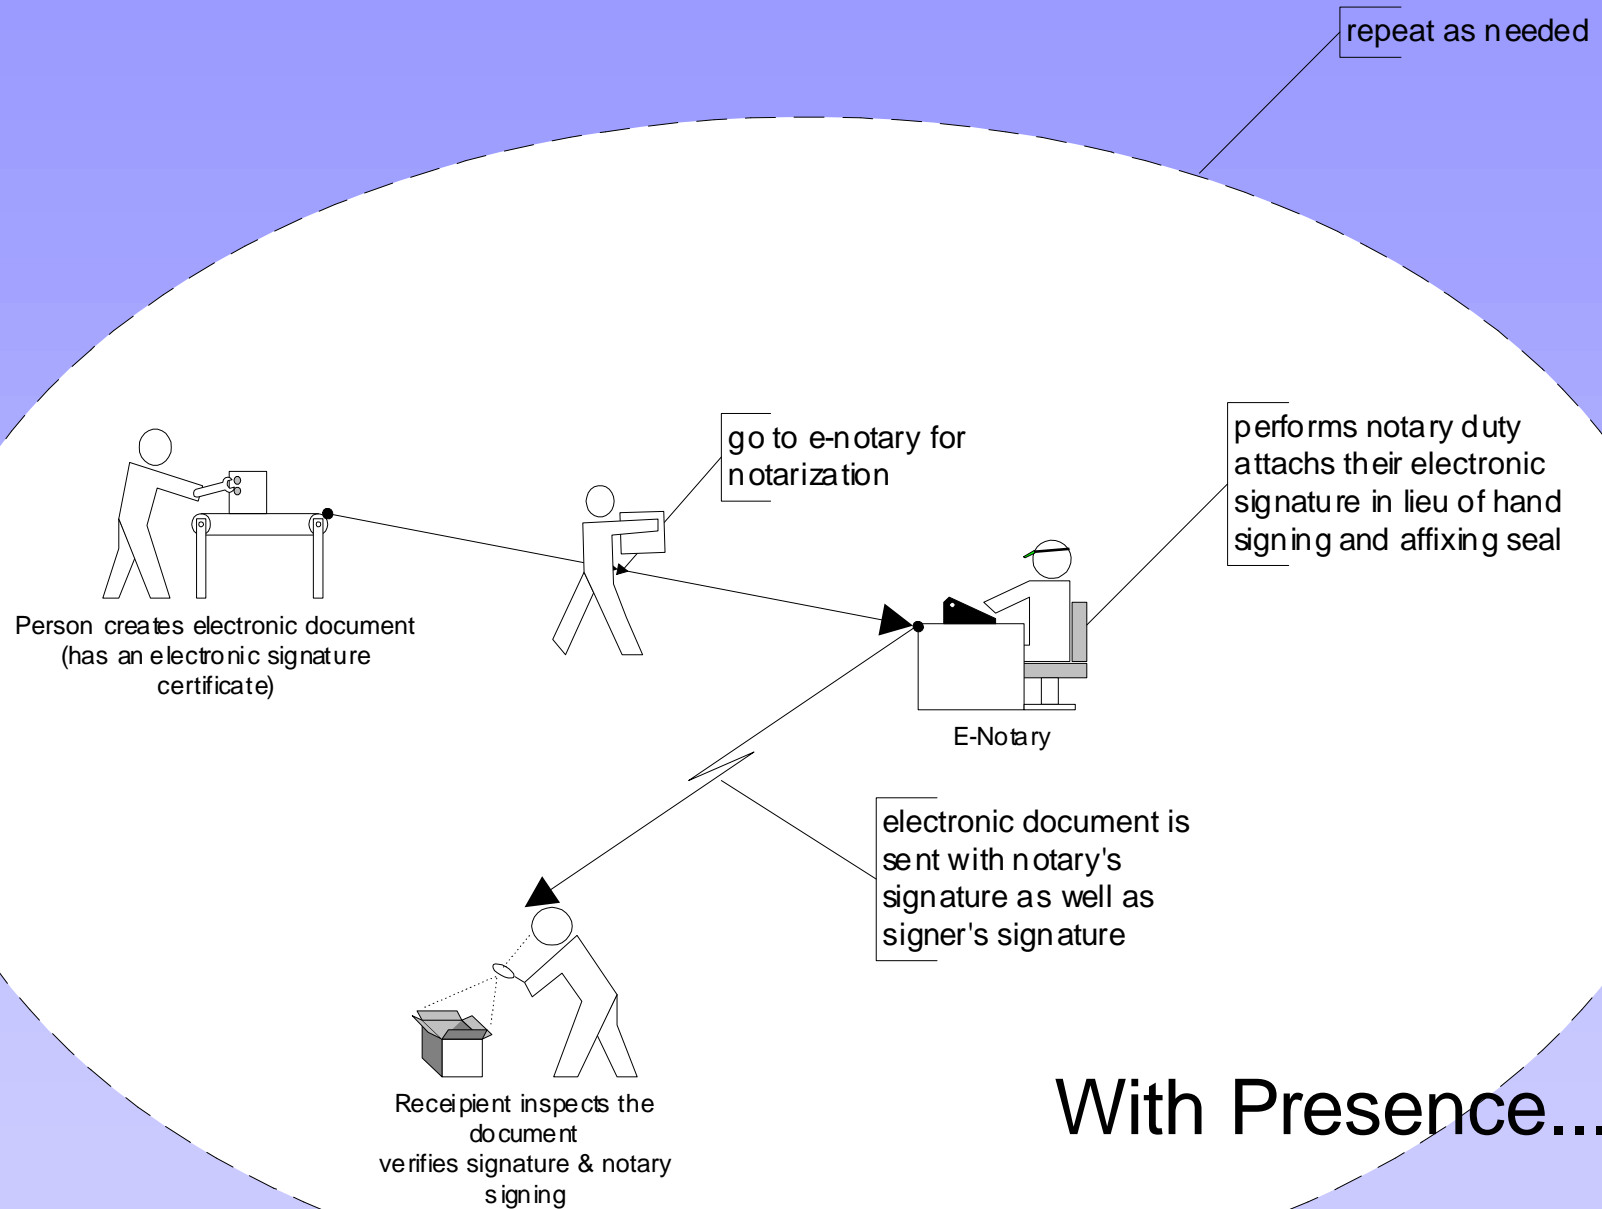 repeat as needed
go to e-notary for
notarization
performs notary duty
attachs their electronic
signature in lieu of hand
signing and affixing seal
Person creates electronic document
(has an electronic signature
certificate)
E-Notary
electronic document is
sent with notary's
signature as well as
signer's signature
Receipient inspects the
document
verifies signature & notary
signing
With Presence...